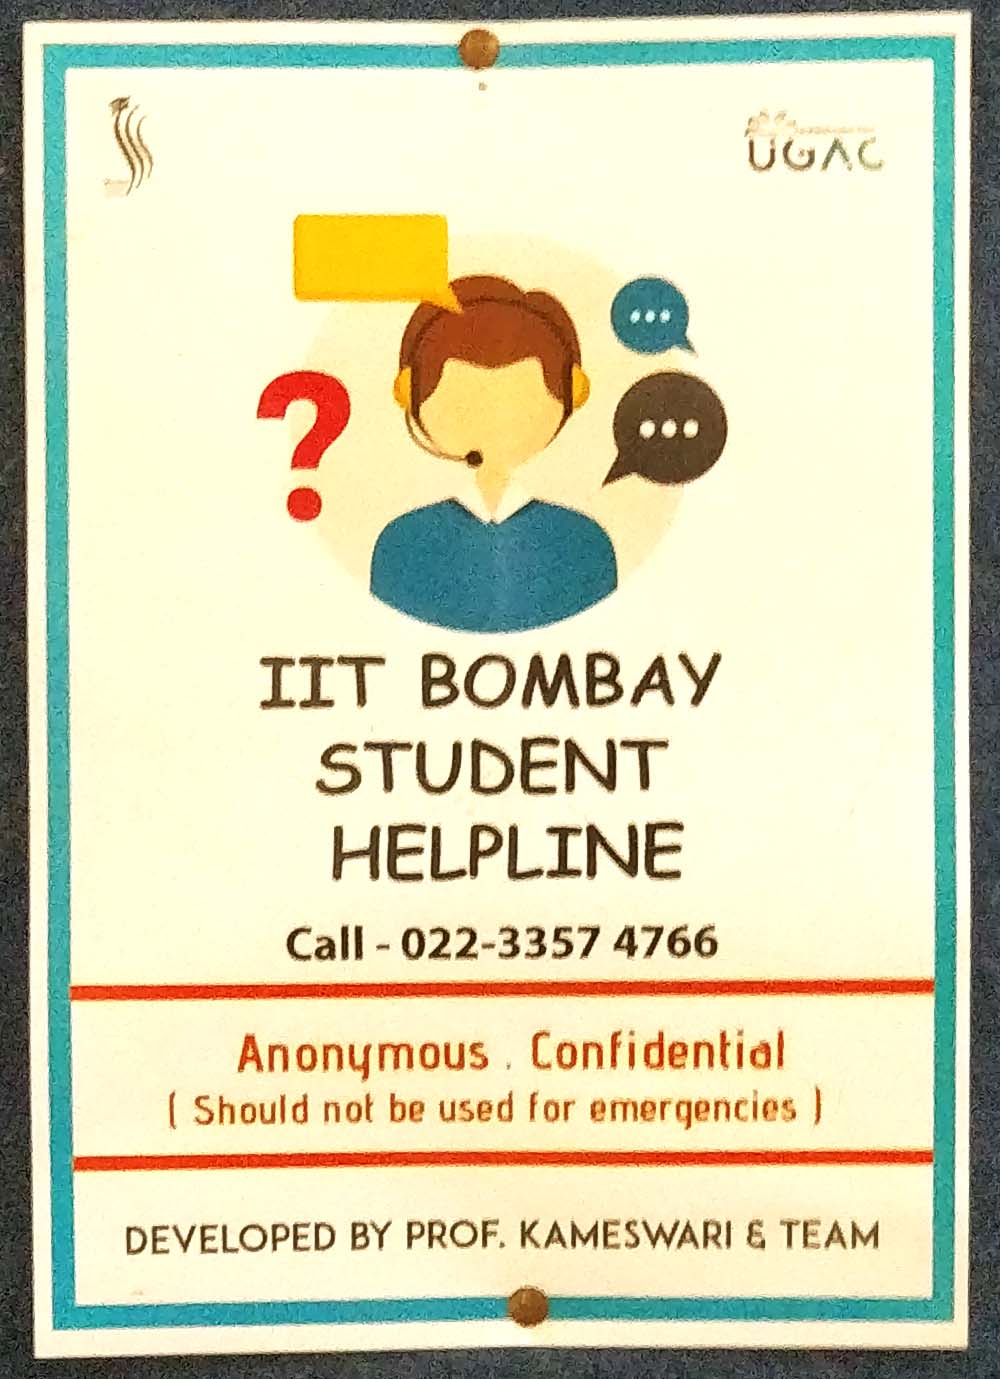 UGAC
IIT BOMBAY
STUDENT
HELPLINE
Call - 022-3357 4766
Anonymous . Confidential
( Should not be used for emergencies )
DEVELOPED BY PROF. KAMESWARI & TEAM